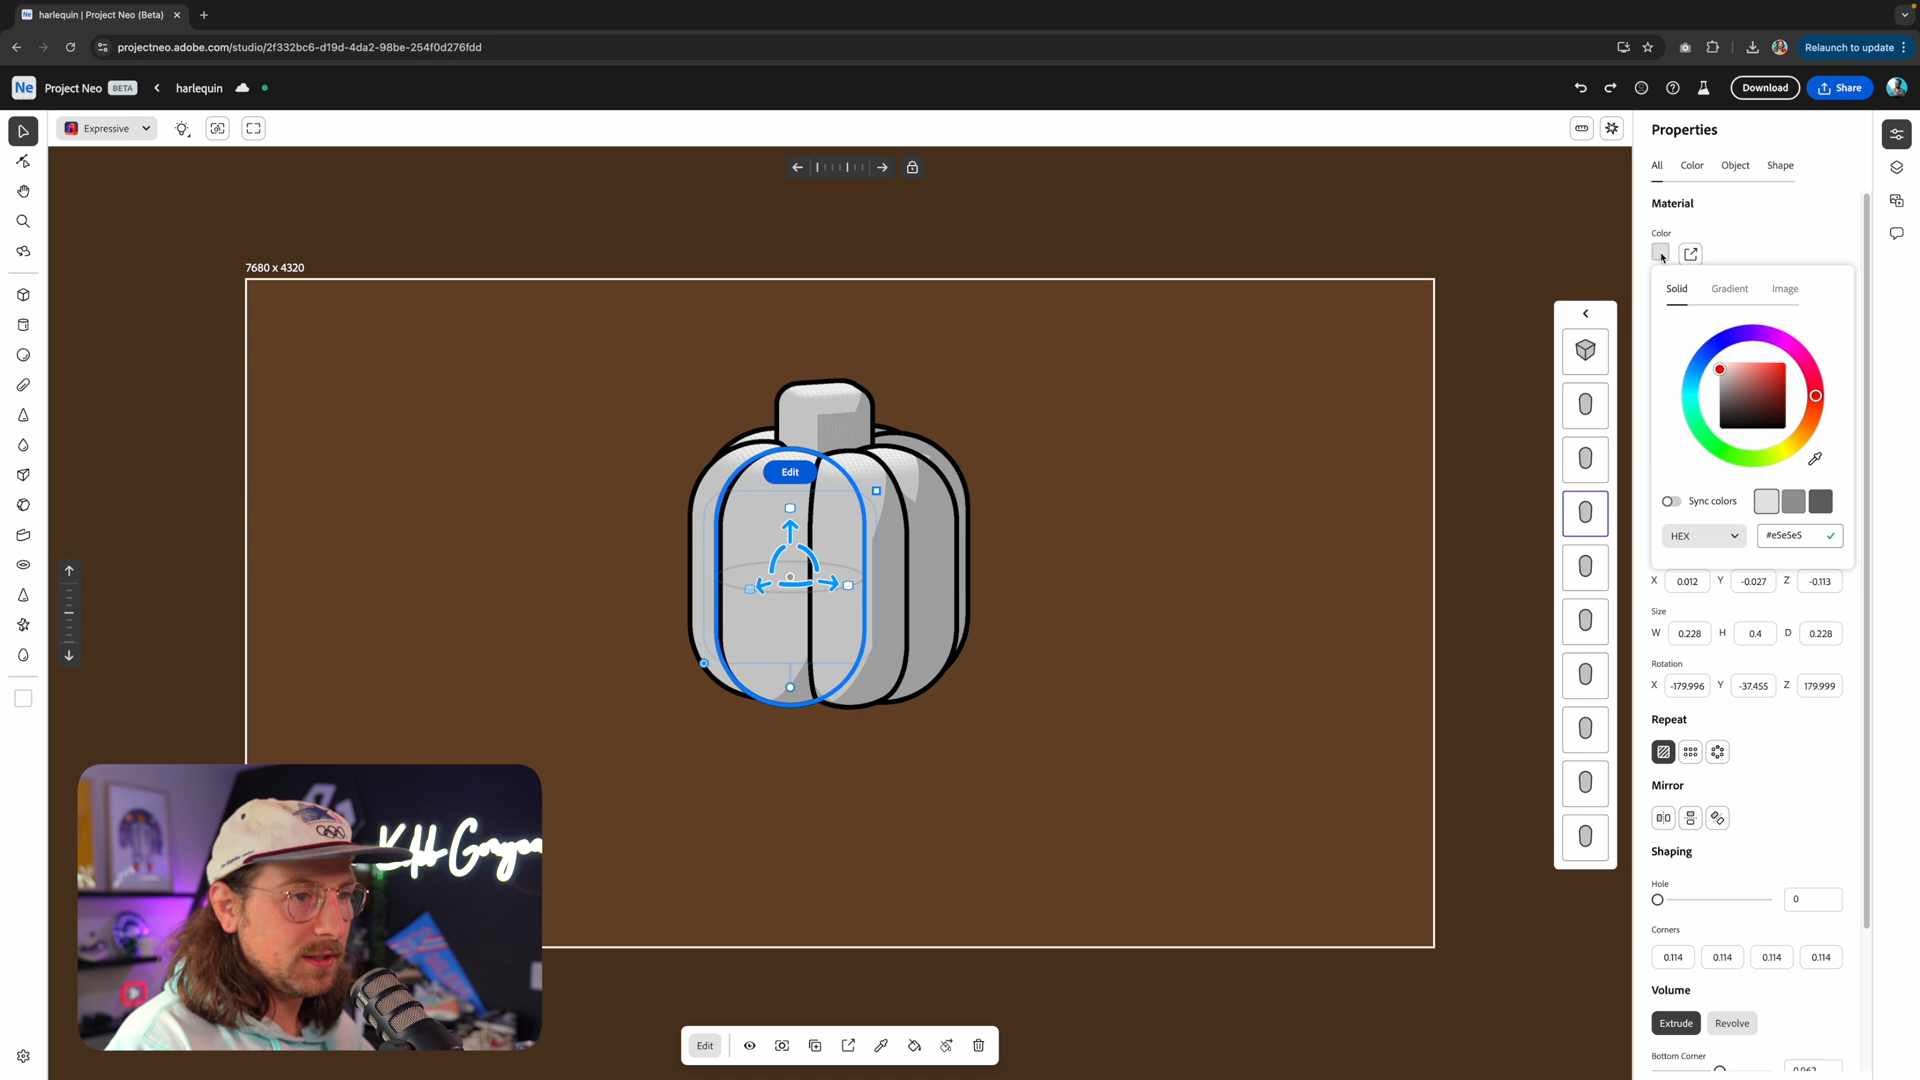 harlequin | Project Neo (Beta)
projectneo.adobe.com/studio/2f332bc6-d19d-4da2-98be-254f0d276fdd
Relaunch to update
Ne
Project Neo
BETA
harlequin
Download
Share
Expressive
7680 x 4320
Edit
Properties
All
Color
Object
Shape
Material
Color
Solid
Gradient
Image
Sync colors
HEX
#e5e5e5
X
0.012
Y
-0.027
Z
-0.113
Size
W
0.228
H
0.4
D
0.228
Rotation
X
-179.996
Y
-37.455
Z
179.999
Repeat
Mirror
Shaping
Hole
0
Corners
0.114
0.114
0.114
0.114
Volume
Extrude
Revolve
Bottom Corner
0.062
Edit